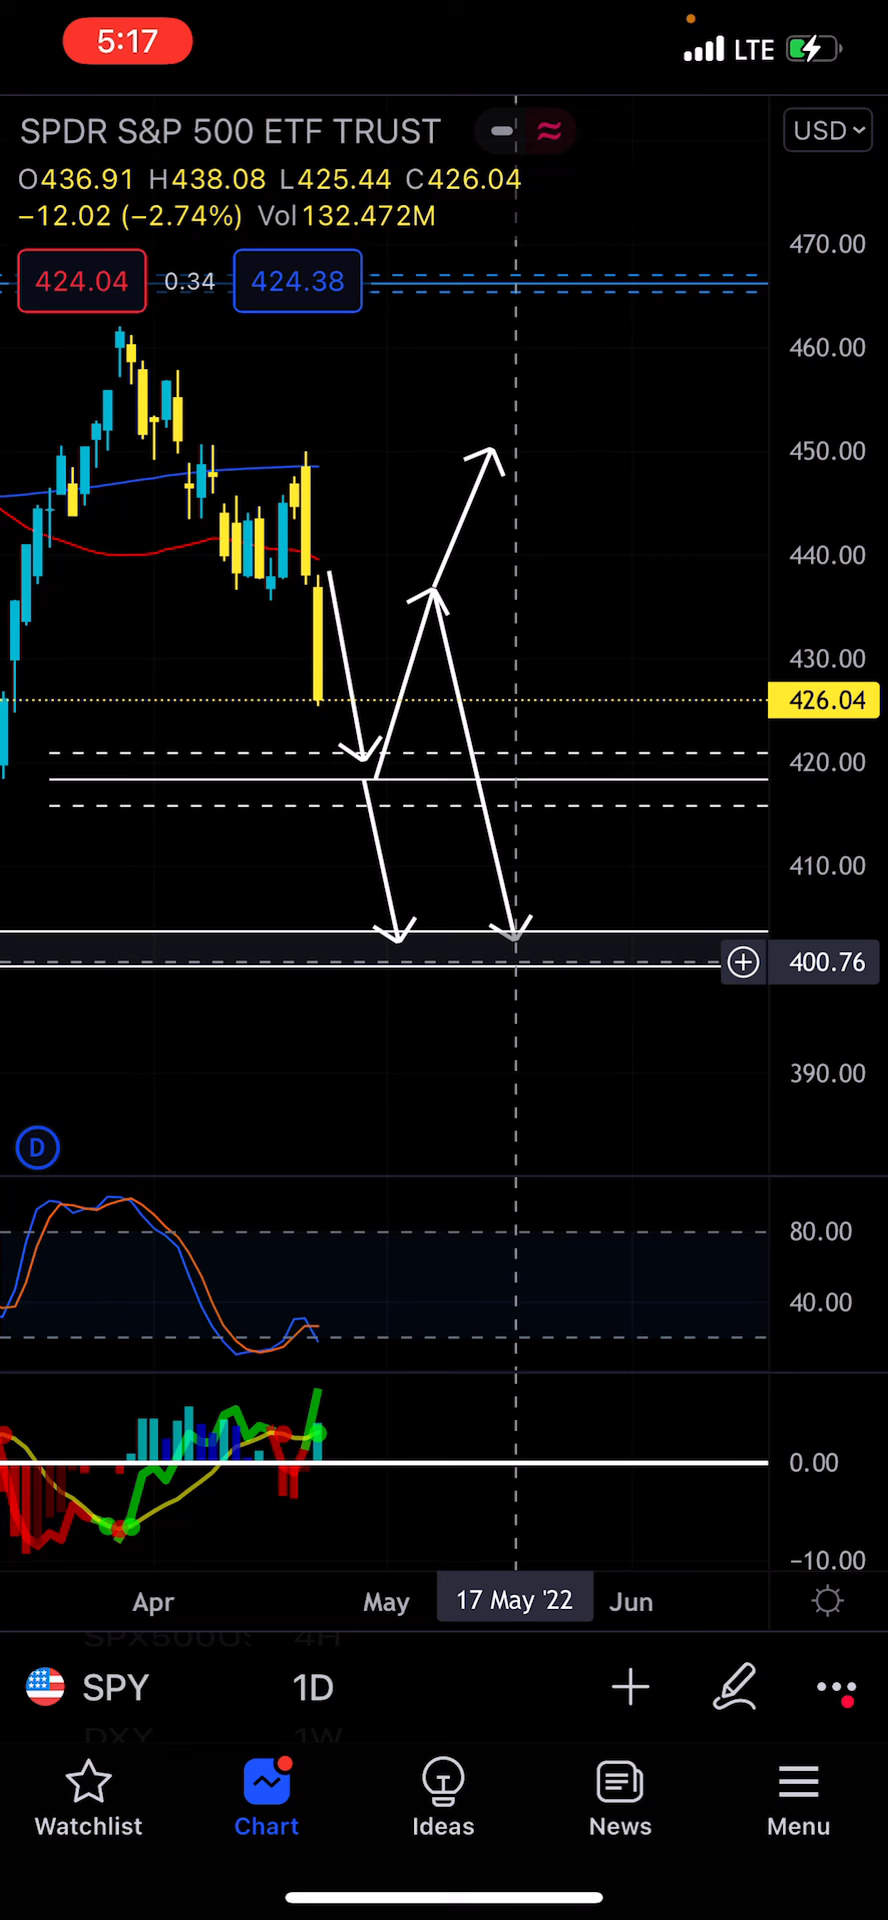 5:17
LTE
SPDR S&P 500 ETF TRUST
USD
O436.91 H438.08 L425.44 C426.04
−12.02 (−2.74%) Vol 132.472M
424.04 0.34 424.38
470.00
460.00
450.00
440.00
430.00
426.04
420.00
410.00
400.76
390.00
D
80.00
40.00
0.00
−10.00
Apr May 17 May '22 Jun
4H
SPY 1D
DXY 1W
Watchlist Chart Ideas News Menu